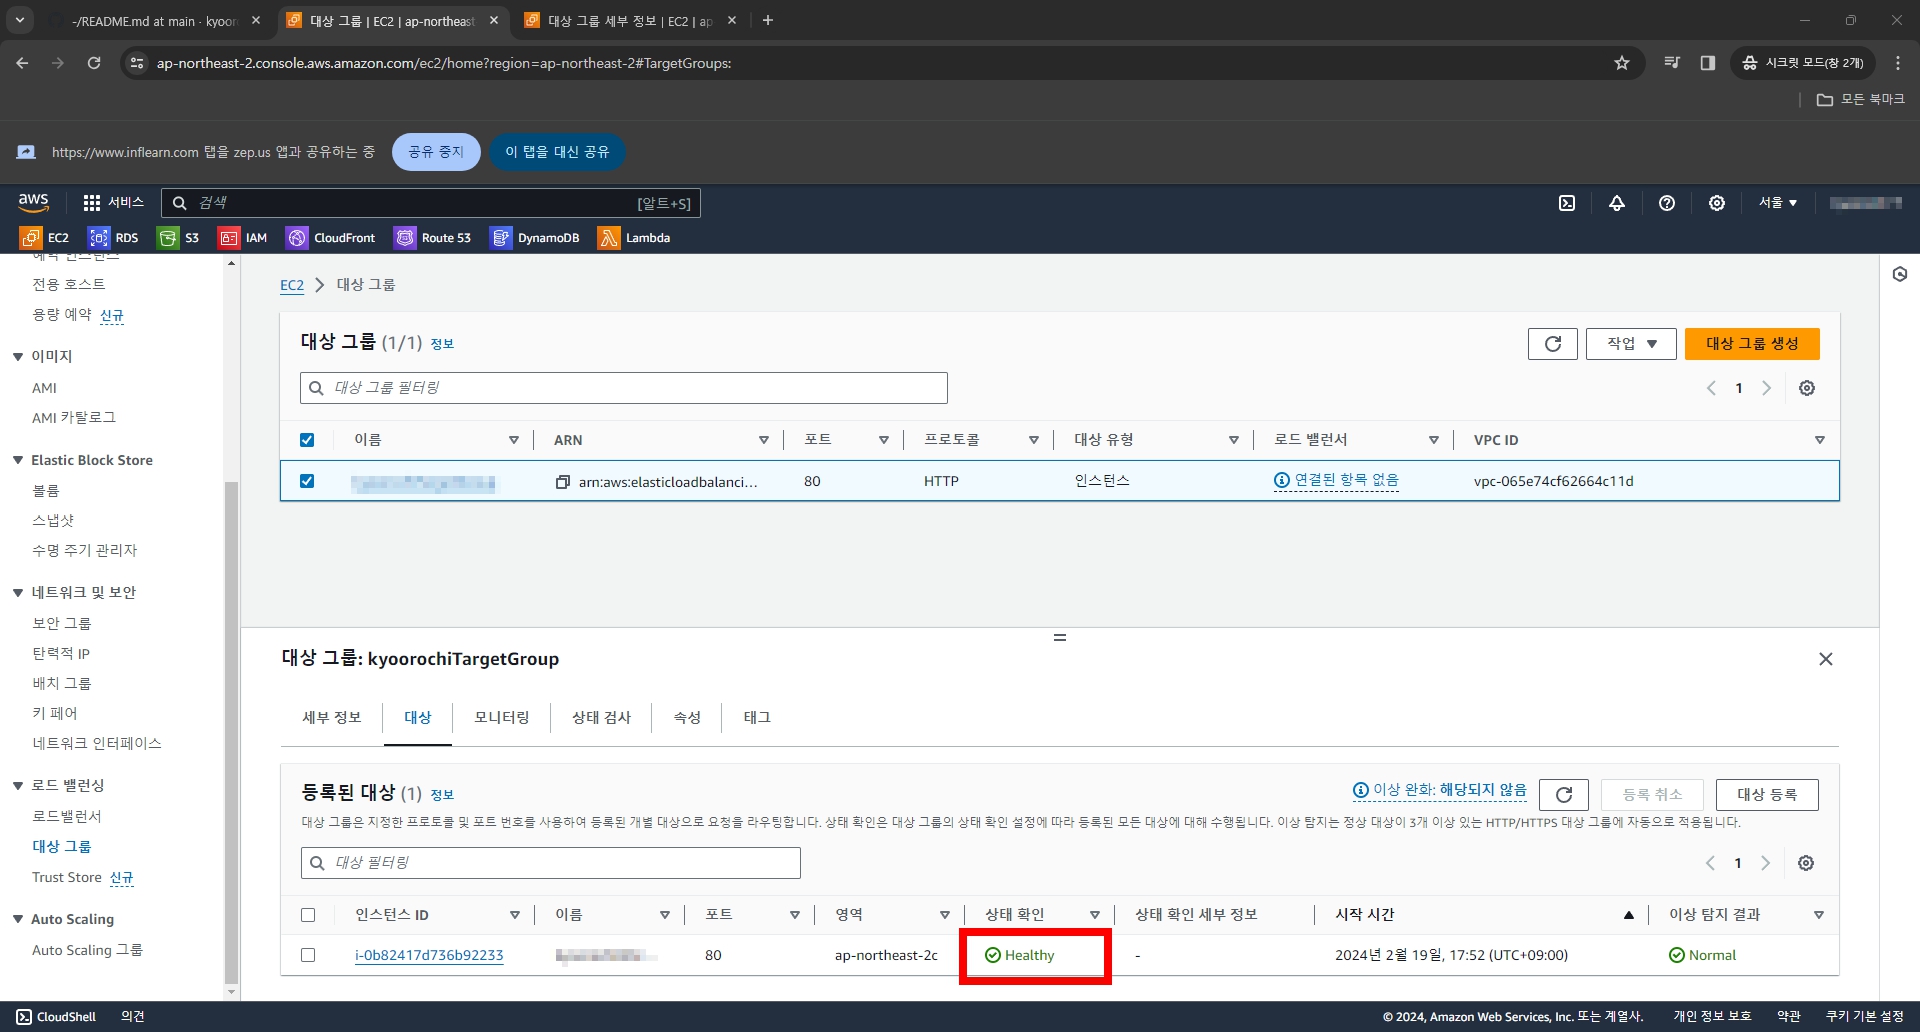 -/README.md at main · kyoor
대상 그룹 | EC2 | ap-northeast
대상 그룹 세부 정보 | EC2 | ap
ap-northeast-2.console.aws.amazon.com/ec2/home?region=ap-northeast-2#TargetGroups:
시크릿 모드(창 2개)
모든 북마크
https://www.inflearn.com 탭을 zep.us 앱과 공유하는 중
공유 중지
이 탭을 대신 공유
aws
서비스
검색
[알트+S]
서울
EC2 RDS S3 IAM CloudFront Route 53 DynamoDB Lambda
예약 인스턴스
전용 호스트
용량 예약 신규
이미지
AMI
AMI 카탈로그
Elastic Block Store
볼륨
스냅샷
수명 주기 관리자
네트워크 및 보안
보안 그룹
탄력적 IP
배치 그룹
키 페어
네트워크 인터페이스
로드 밸런싱
로드밸런서
대상 그룹
Trust Store 신규
Auto Scaling
Auto Scaling 그룹
EC2 > 대상 그룹
대상 그룹 (1/1) 정보
작업
대상 그룹 생성
대상 그룹 필터링
1
이름 ARN 포트 프로토콜 대상 유형 로드 밸런서 VPC ID
arn:aws:elasticloadbalanci... 80 HTTP 인스턴스 연결된 항목 없음 vpc-065e74cf62664c11d
대상 그룹: kyoorochiTargetGroup
세부 정보 대상 모니터링 상태 검사 속성 태그
등록된 대상 (1) 정보
이상 완화: 해당되지 않음
등록 취소
대상 등록
대상 그룹은 지정한 프로토콜 및 포트 번호를 사용하여 등록된 개별 대상으로 요청을 라우팅합니다. 상태 확인은 대상 그룹의 상태 확인 설정에 따라 등록된 모든 대상에 대해 수행됩니다. 이상 탐지는 정상 대상이 3개 이상 있는 HTTP/HTTPS 대상 그룹에 자동으로 적용됩니다.
대상 필터링
1
인스턴스 ID 이름 포트 영역 상태 확인 상태 확인 세부 정보 시작 시간 이상 탐지 결과
i-0b82417d736b92233 80 ap-northeast-2c Healthy - 2024년 2월 19일, 17:52 (UTC+09:00) Normal
CloudShell 의견
© 2024, Amazon Web Services, Inc. 또는 계열사. 개인 정보 보호 약관 쿠키 기본 설정